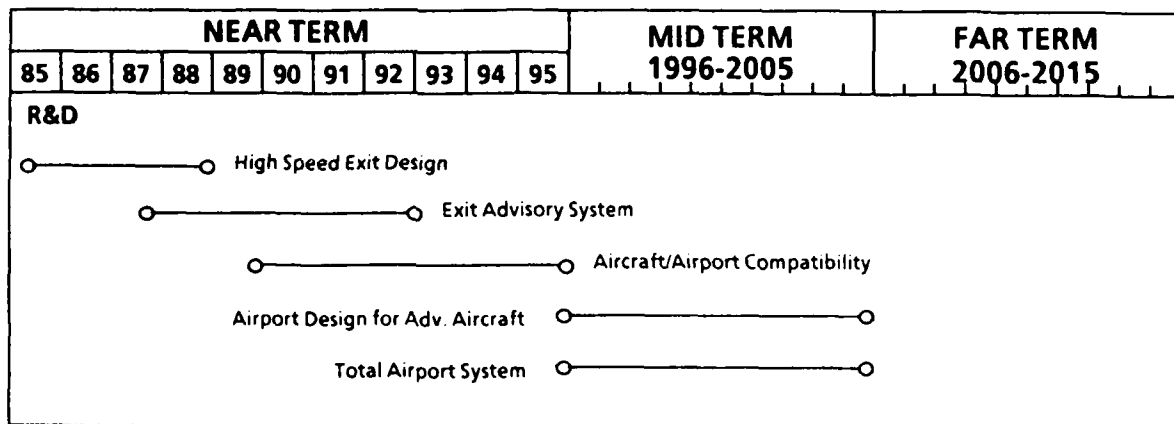 NEAR TERM
MID TERM
FAR TERM
85 86 87 88 89 90 91 92 93 94 95
1996-2005
2006-2015
R&D
High Speed Exit Design
Exit Advisory System
Aircraft/Airport Compatibility
Airport Design for Adv. Aircraft
Total Airport System